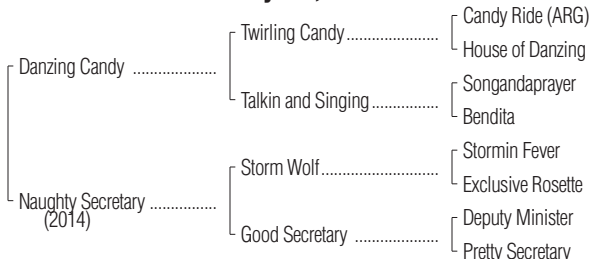 Candy Ride (ARG)
Twirling Candy....................
House of Danzing
Danzing Candy ..................
Songandaprayer
Talkin and Singing..............
Bendita
Stormin Fever
Storm Wolf.........................
Exclusive Rosette
Naughty Secretary ..............
(2014)
Deputy Minister
Good Secretary ..................
Pretty Secretary